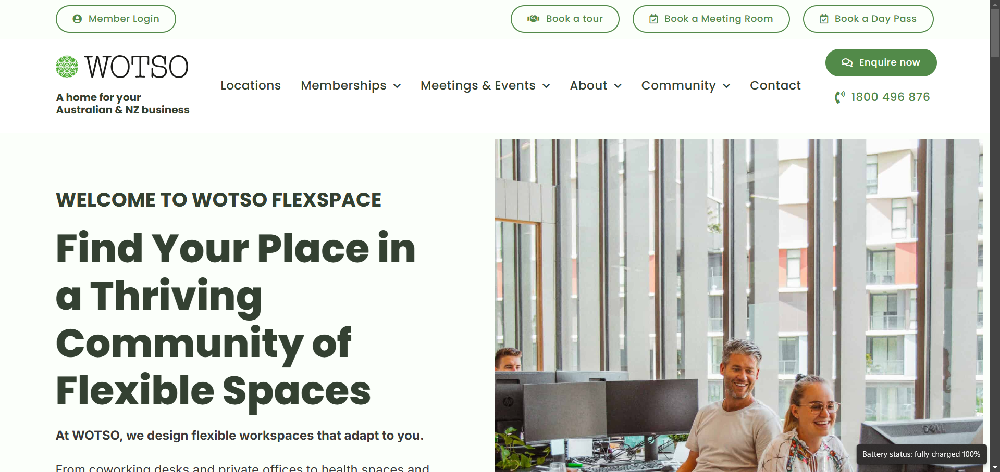 Member Login
Book a tour
Book a Meeting Room
Book a Day Pass
WOTSO
A home for your
Australian & NZ business
Locations
Memberships
Meetings & Events
About
Community
Contact
Enquire now
1800 496 876
WELCOME TO WOTSO FLEXSPACE
Find Your Place in
a Thriving
Community of
Flexible Spaces
At WOTSO, we design flexible workspaces that adapt to you.
From coworking desks and private offices to health spaces and
hp
DELL
Battery status: fully charged 100%